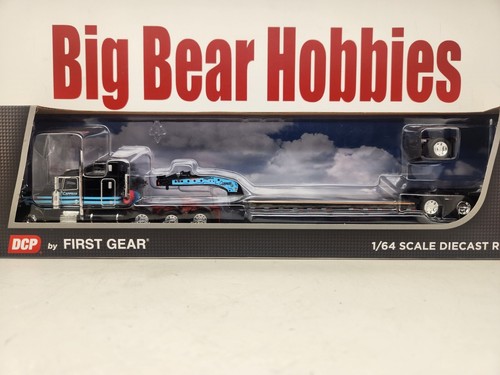 Big Bear Hobbies
DCP by FIRST GEAR®
1/64 SCALE DIECAST R